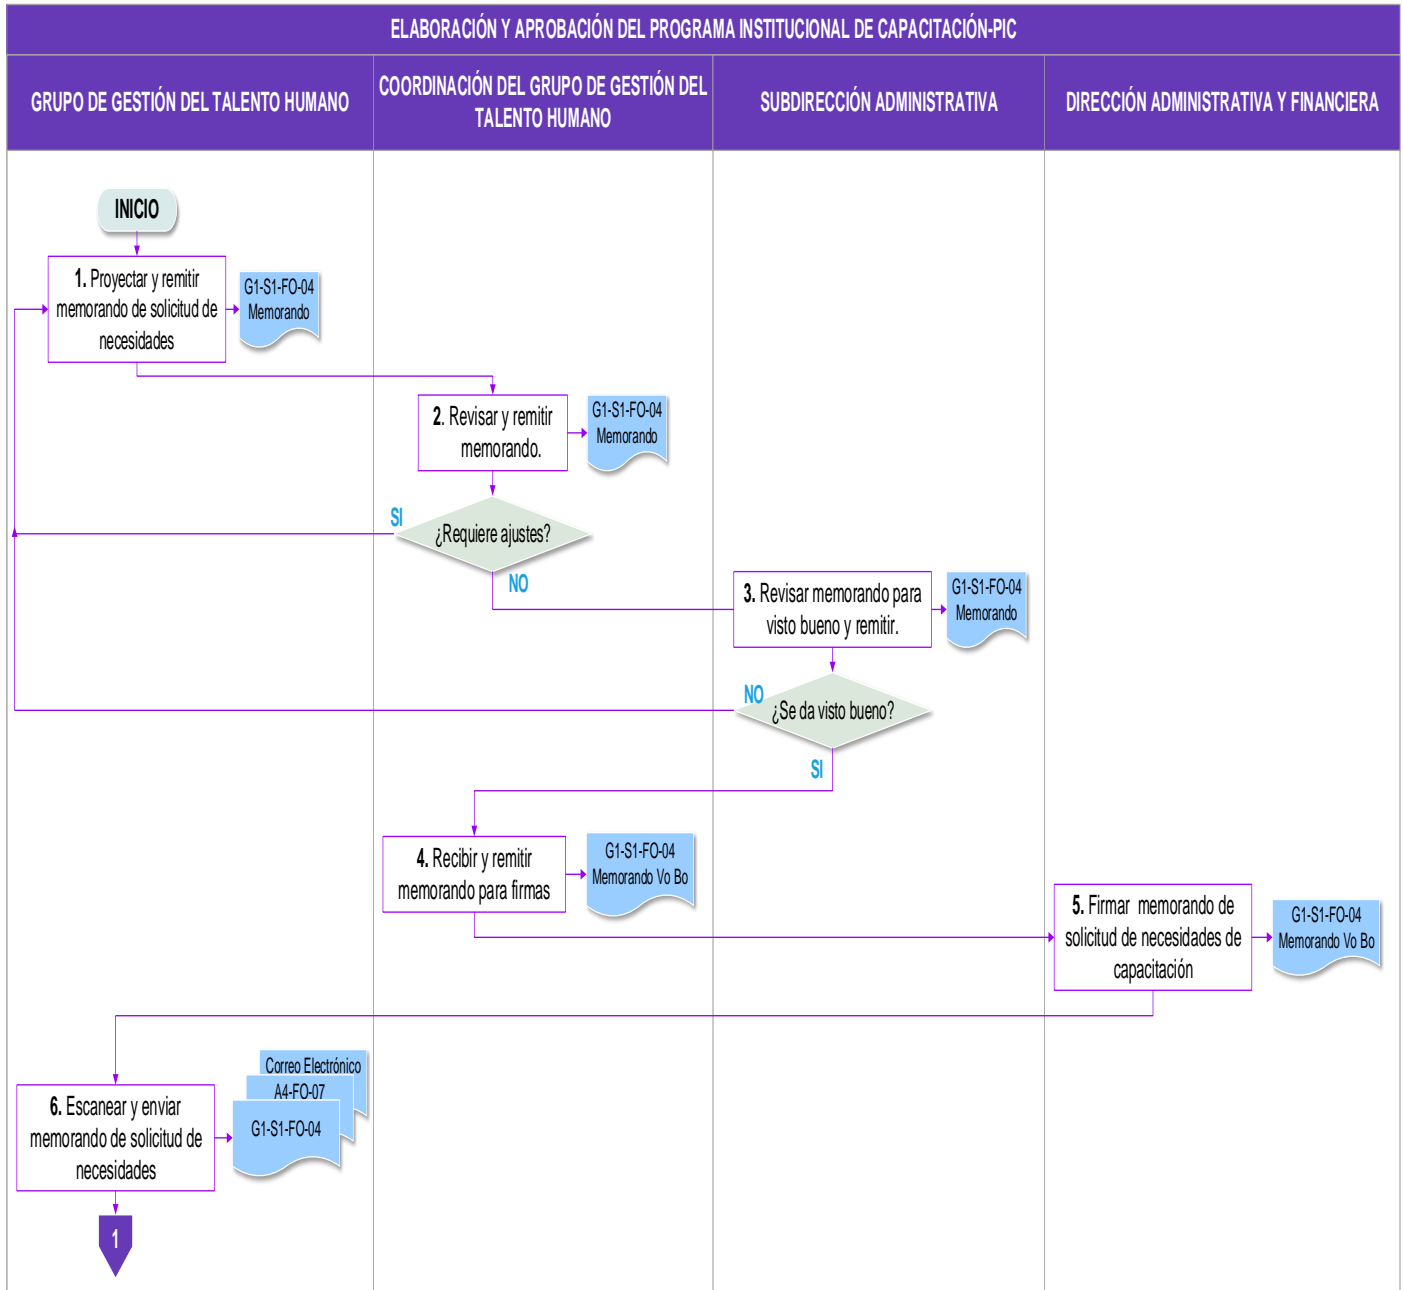 ELABORACIÓN Y APROBACIÓN DEL PROGRAMA INSTITUCIONAL DE CAPACITACIÓN-PIC
GRUPO DE GESTIÓN DEL TALENTO HUMANO
COORDINACIÓN DEL GRUPO DE GESTIÓN DEL
TALENTO HUMANO
SUBDIRECCIÓN ADMINISTRATIVA
DIRECCIÓN ADMINISTRATIVA Y FINANCIERA
INICIO
1. Proyectar y remitir
memorando de solicitud de
necesidades
G1-S1-FO-04
Memorando
2. Revisar y remitir
memorando.
G1-S1-FO-04
Memorando
SI
¿Requiere ajustes?
NO
3. Revisar memorando para
visto bueno y remitir.
G1-S1-FO-04
Memorando
NO
¿Se da visto bueno?
SI
4. Recibir y remitir
memorando para firmas
G1-S1-FO-04
Memorando Vo Bo
5. Firmar memorando de
solicitud de necesidades de
capacitación
G1-S1-FO-04
Memorando Vo Bo
6. Escanear y enviar
memorando de solicitud de
necesidades
Correo Electrónico
A4-FO-07
G1-S1-FO-04
1